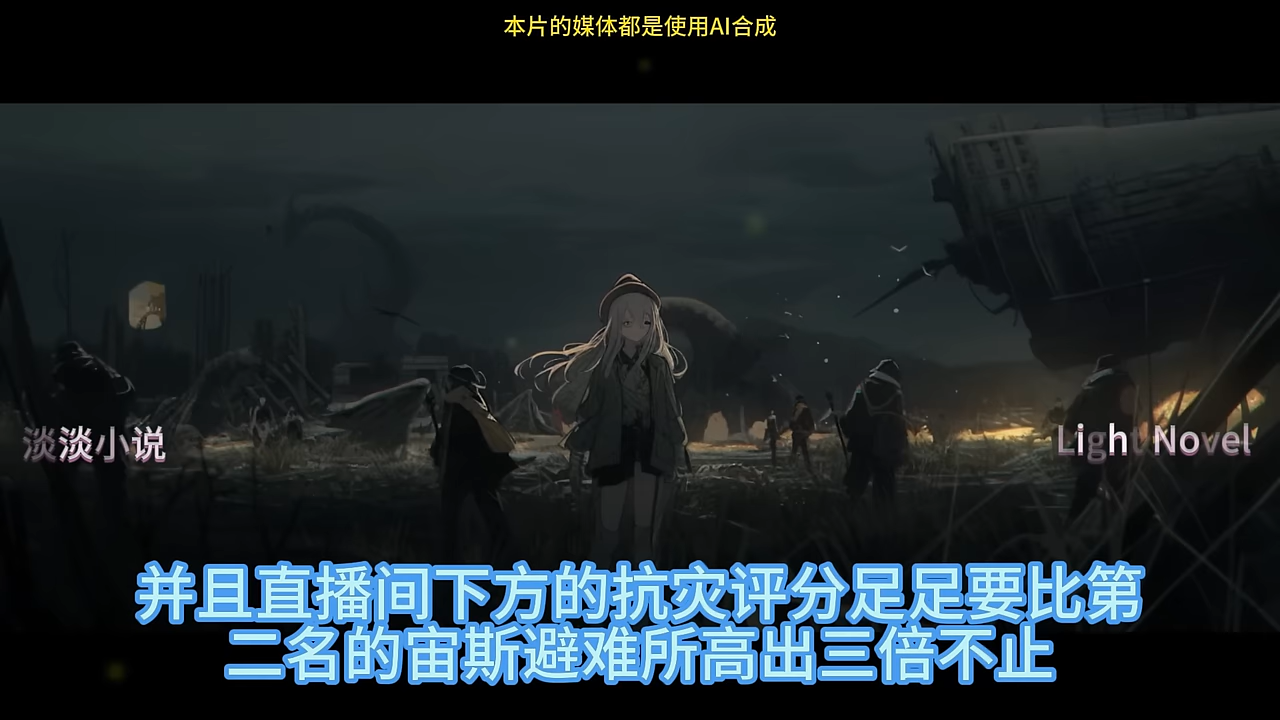 本片的媒体都是使用AI合成
淡淡小说
Light Novel
并且直播间下方的抗灾评分足足要比第
二名的宙斯避难所高出三倍不止